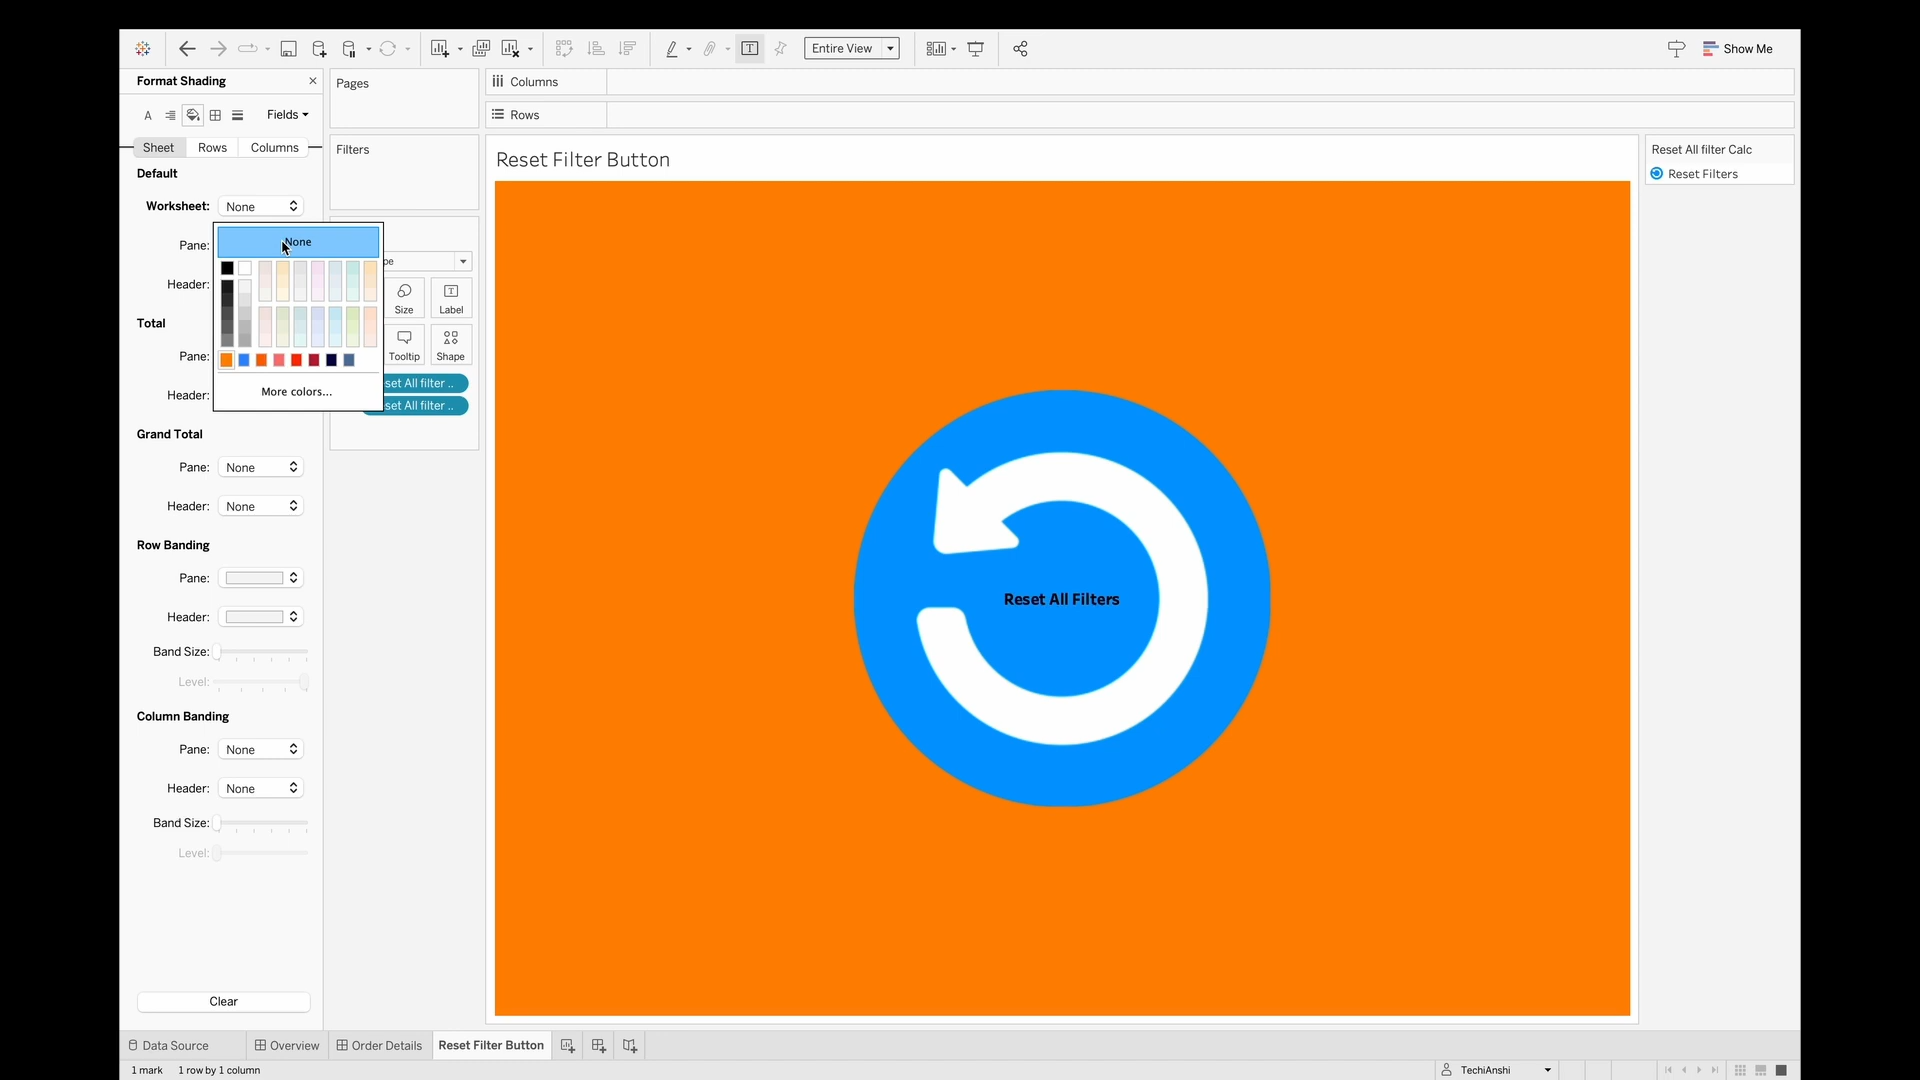 Entire View
Show Me
Format Shading
Fields
Sheet
Rows
Columns
Default
Worksheet: None
Pane:
None
Header:
Total
Pane:
Header:
More colors...
Grand Total
Pane: None
Header: None
Row Banding
Pane:
Header:
Band Size:
Level:
Column Banding
Pane: None
Header: None
Band Size:
Level:
Clear
Pages
Filters
Size
Label
Tooltip
Shape
set All filter ..
set All filter ..
Columns
Rows
Reset Filter Button
Reset All Filters
Reset All filter Calc
Reset Filters
Data Source
Overview
Order Details
Reset Filter Button
1 mark
1 row by 1 column
TechiAnshi